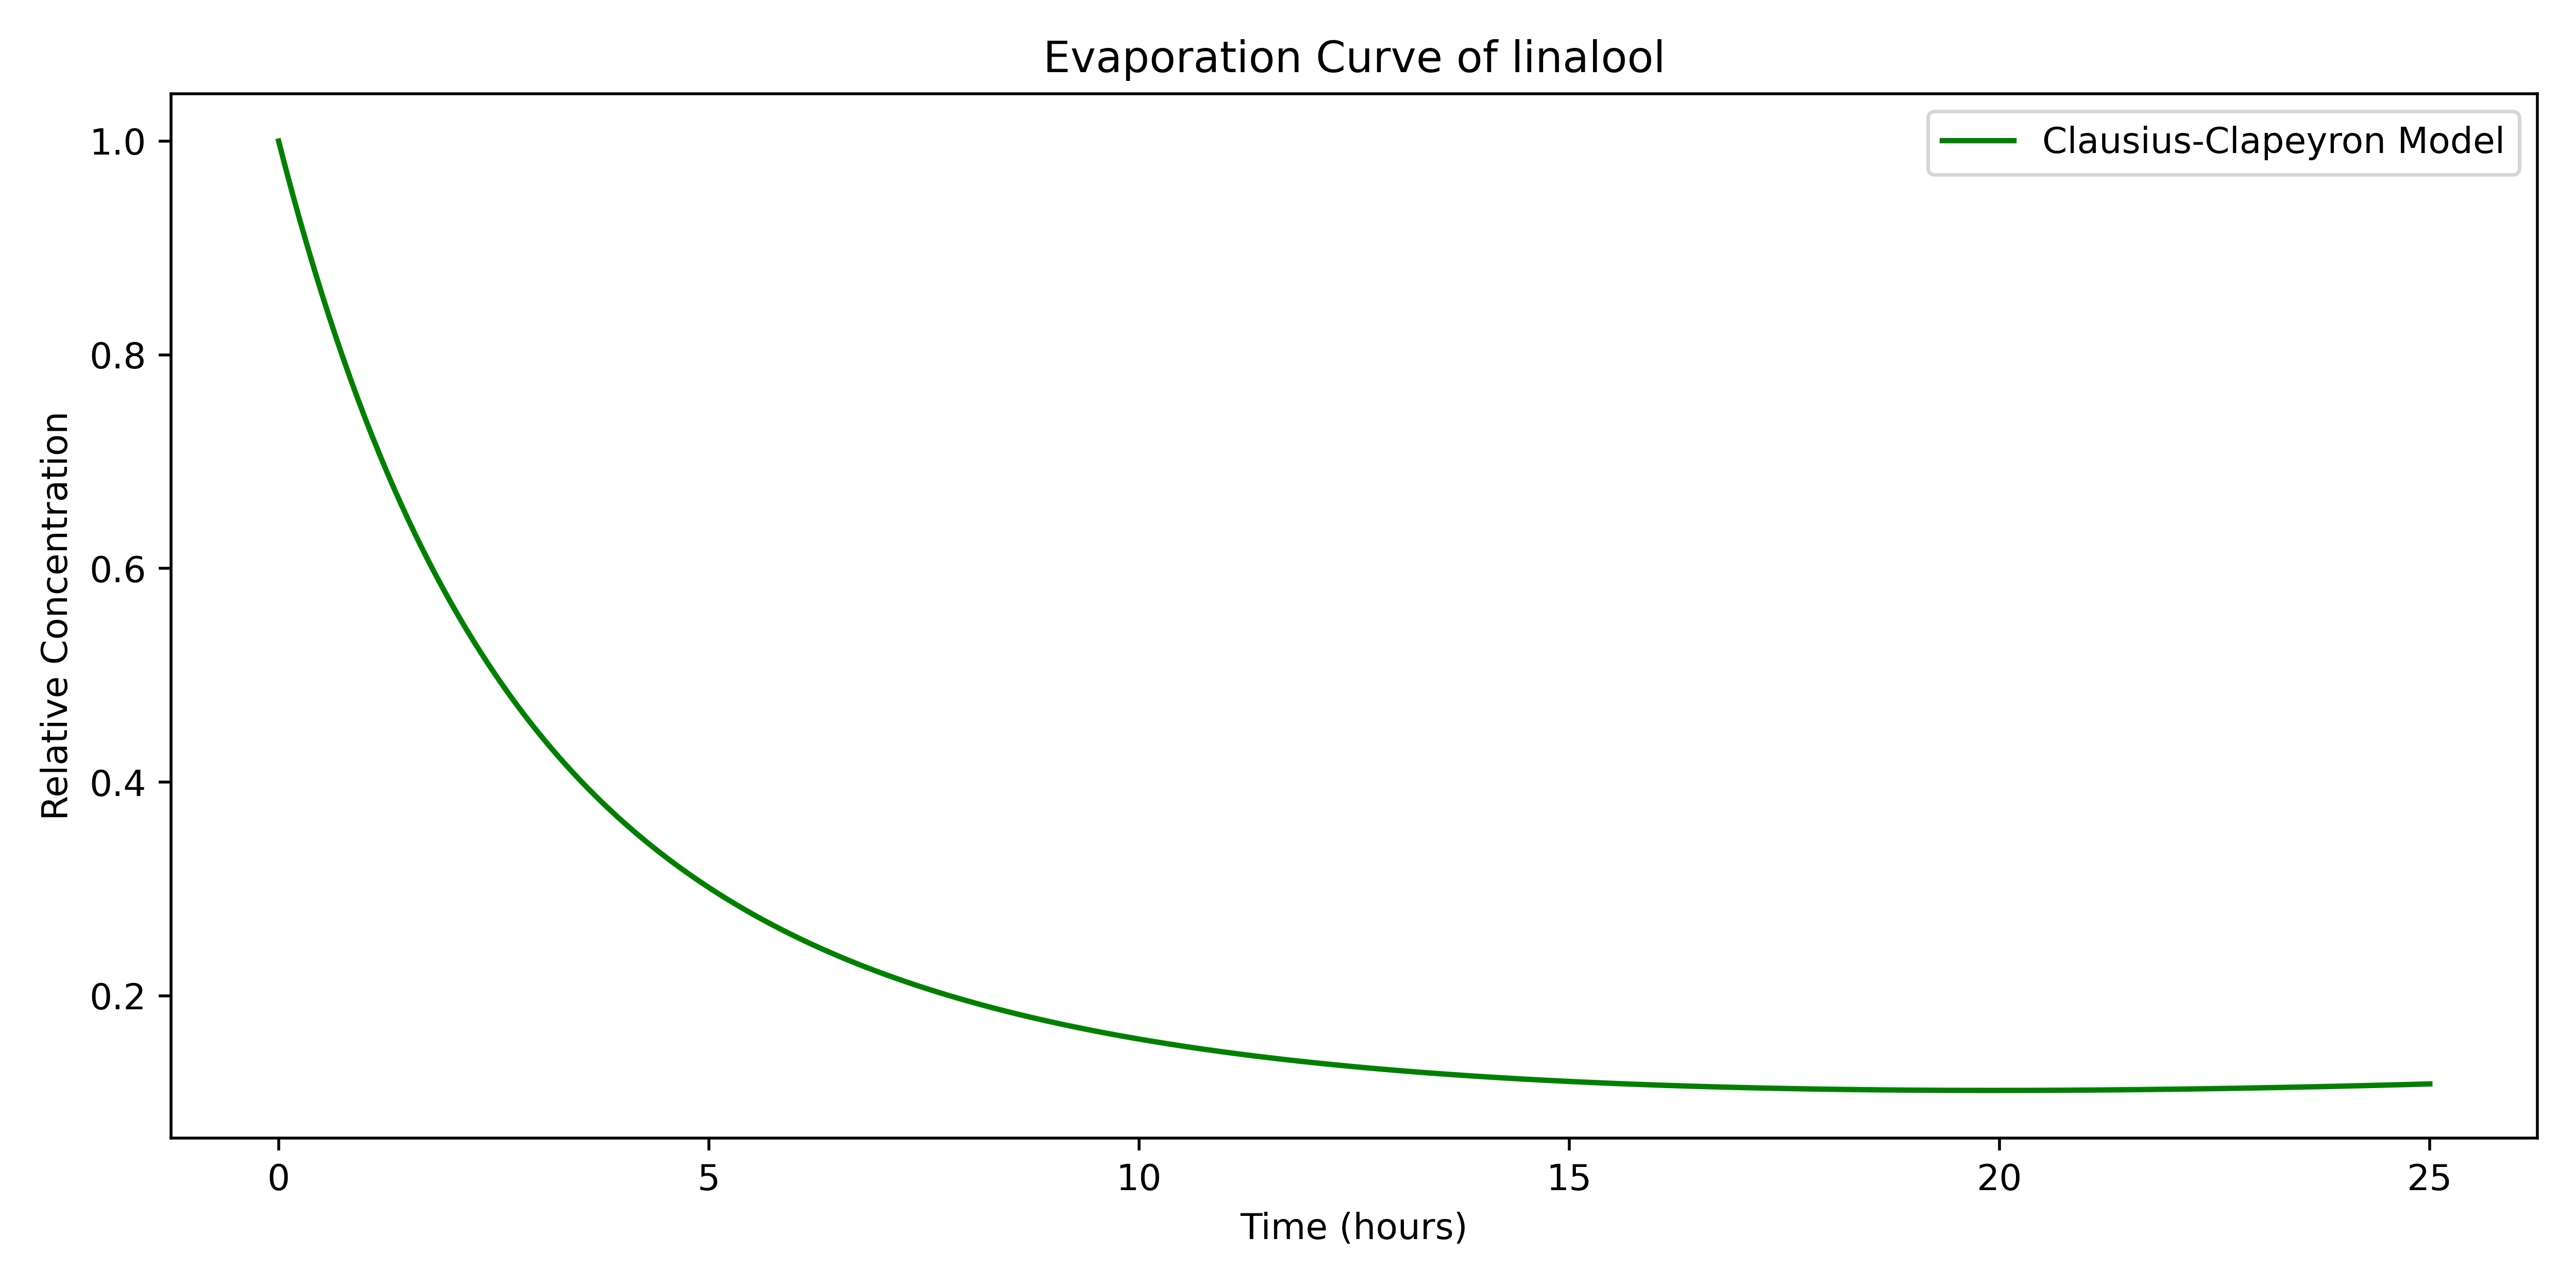 Evaporation Curve of linalool
Clausius-Clapeyron Model
Relative Concentration
1.0
0.8
0.6
0.4
0.2
0 5 10 15 20 25
Time (hours)